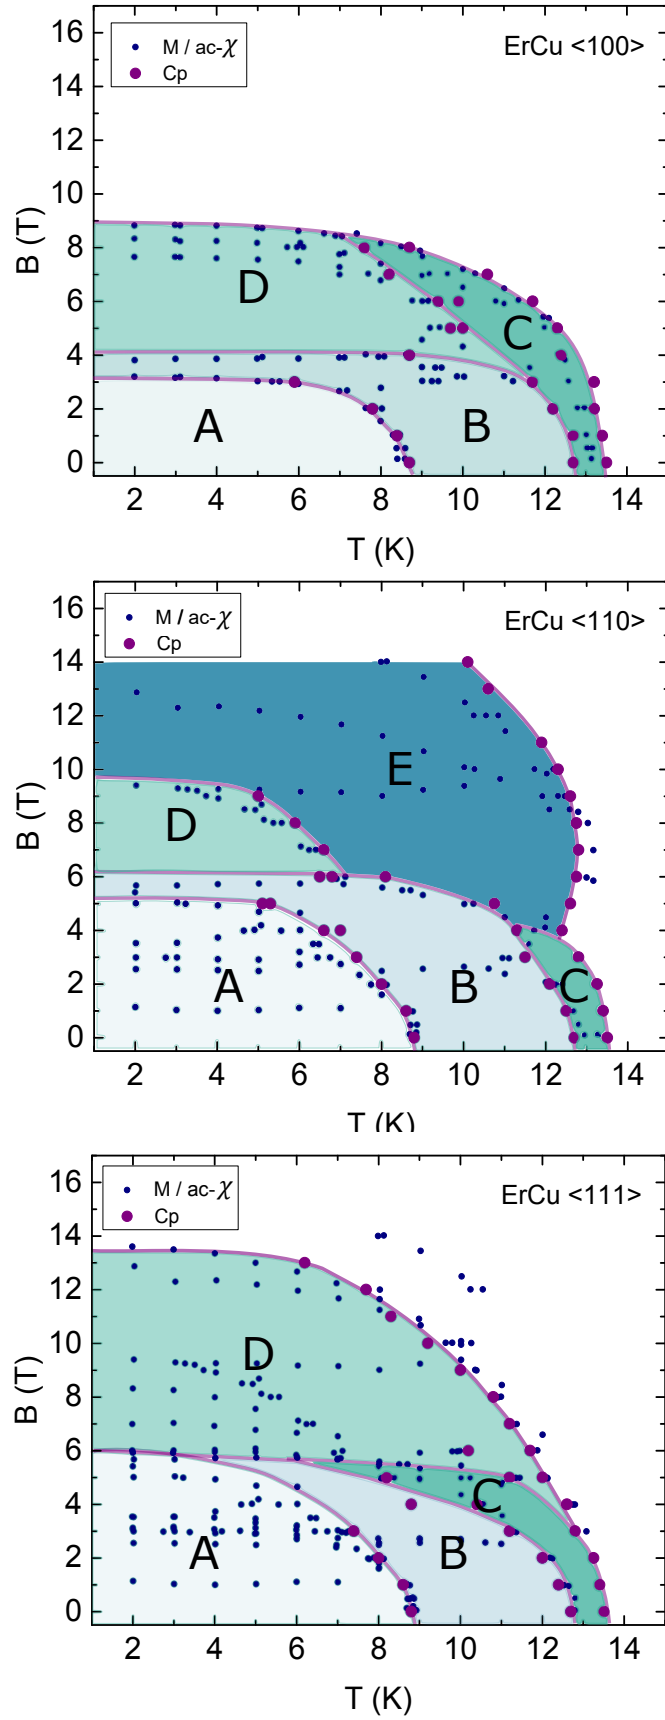 16
M / ac-χ
ErCu <100>
14
Cp
12
10
B (T)
8
D
6
C
4
2
A
B
0
2 4 6 8 10 12 14
T (K)
16
M / ac-χ
ErCu <110>
Cp
14
12
10
E
B (T)
8
D
6
4
2
A
B
C
0
2 4 6 8 10 12 14
T (K)
16
M / ac-χ
ErCu <111>
Cp
14
12
10
D
B (T)
8
6
4
C
2
A
B
0
2 4 6 8 10 12 14
T (K)